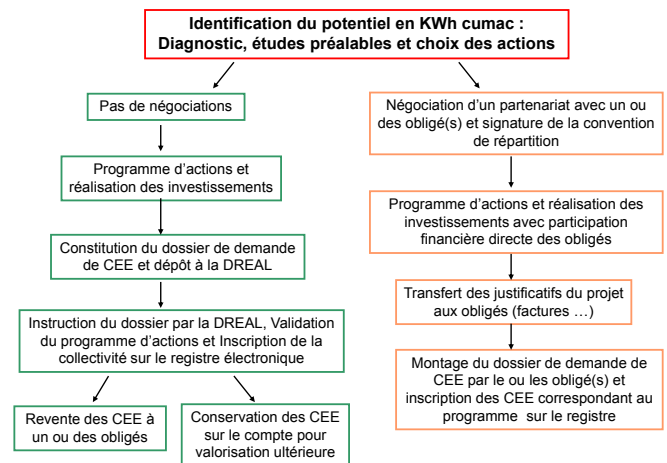 Identification du potentiel en KWh cumac :
Diagnostic, études préalables et choix des actions
Pas de négociations
Programme d'actions et
réalisation des investissements
Constitution du dossier de demande
de CEE et dépôt à la DREAL
Instruction du dossier par la DREAL, Validation
du programme d'actions et Inscription de la
collectivité sur le registre électronique
Revente des CEE à
un ou des obligés
Conservation des CEE
sur le compte pour
valorisation ultérieure
Négociation d'un partenariat avec un ou
des obligé(s) et signature de la convention
de répartition
Programme d'actions et réalisation des
investissements avec participation
financière directe des obligés
Transfert des justificatifs du projet
aux obligés (factures …)
Montage du dossier de demande de
CEE par le ou les obligé(s) et
inscription des CEE correspondant au
programme sur le registre